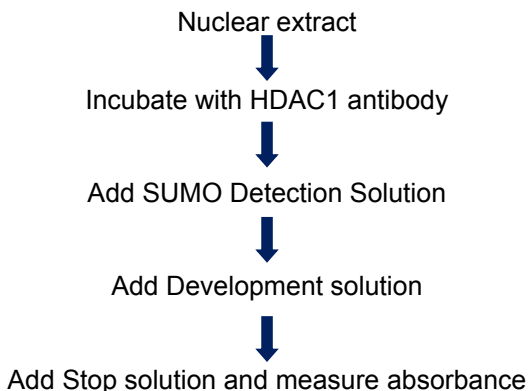 Nuclear extract
Incubate with HDAC1 antibody
Add SUMO Detection Solution
Add Development solution
Add Stop solution and measure absorbance